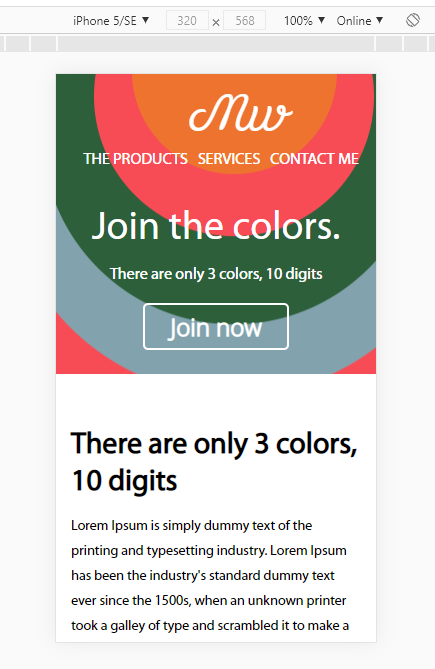 iPhone 5/SE ▼ 320 × 568 100% ▼ Online ▼
Mw
THE PRODUCTS SERVICES CONTACT ME
Join the colors.
There are only 3 colors, 10 digits
Join now
There are only 3 colors,
10 digits
Lorem Ipsum is simply dummy text of the
printing and typesetting industry. Lorem Ipsum
has been the industry's standard dummy text
ever since the 1500s, when an unknown printer
took a galley of type and scrambled it to make a